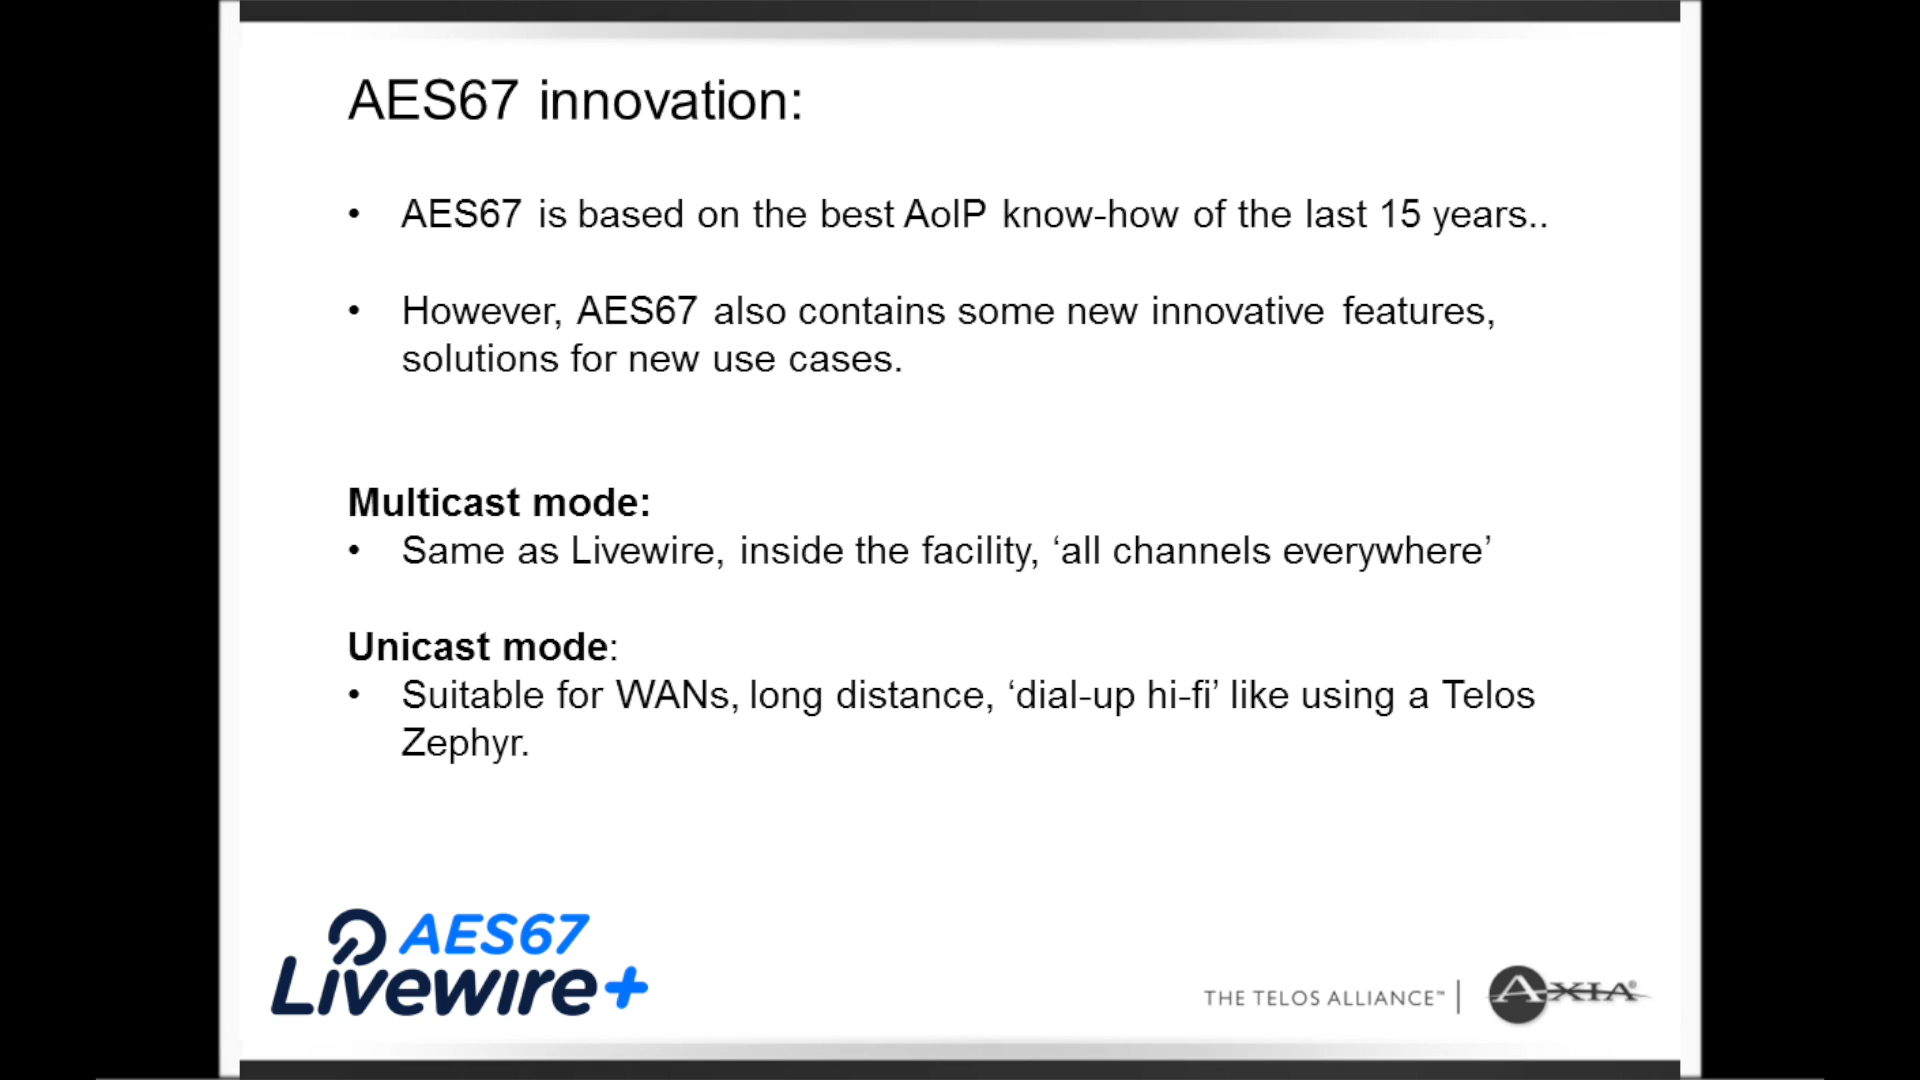 AES67 innovation:
• AES67 is based on the best AoIP know-how of the last 15 years..
• However, AES67 also contains some new innovative features,
solutions for new use cases.
Multicast mode:
• Same as Livewire, inside the facility, ‘all channels everywhere’
Unicast mode:
• Suitable for WANs, long distance, ‘dial-up hi-fi’ like using a Telos
Zephyr.
AES67
Livewire+
THE TELOS ALLIANCE™ | AXIA®